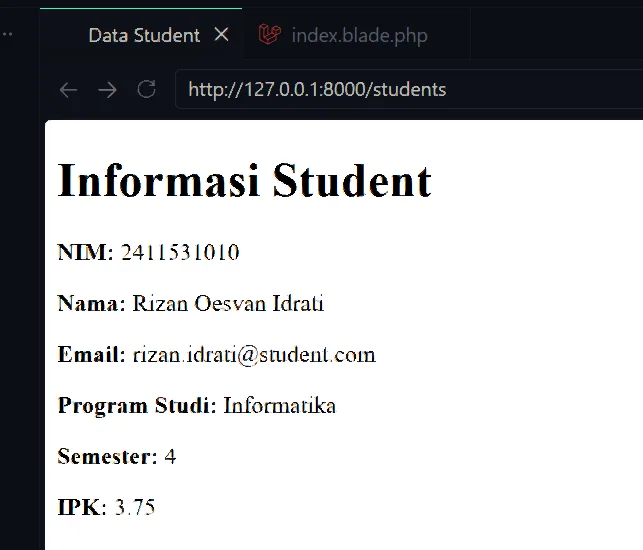 Data Student
index.blade.php
http://127.0.0.1:8000/students
Informasi Student
NIM: 2411531010
Nama: Rizan Oesvan Idrati
Email: rizan.idrati@student.com
Program Studi: Informatika
Semester: 4
IPK: 3.75